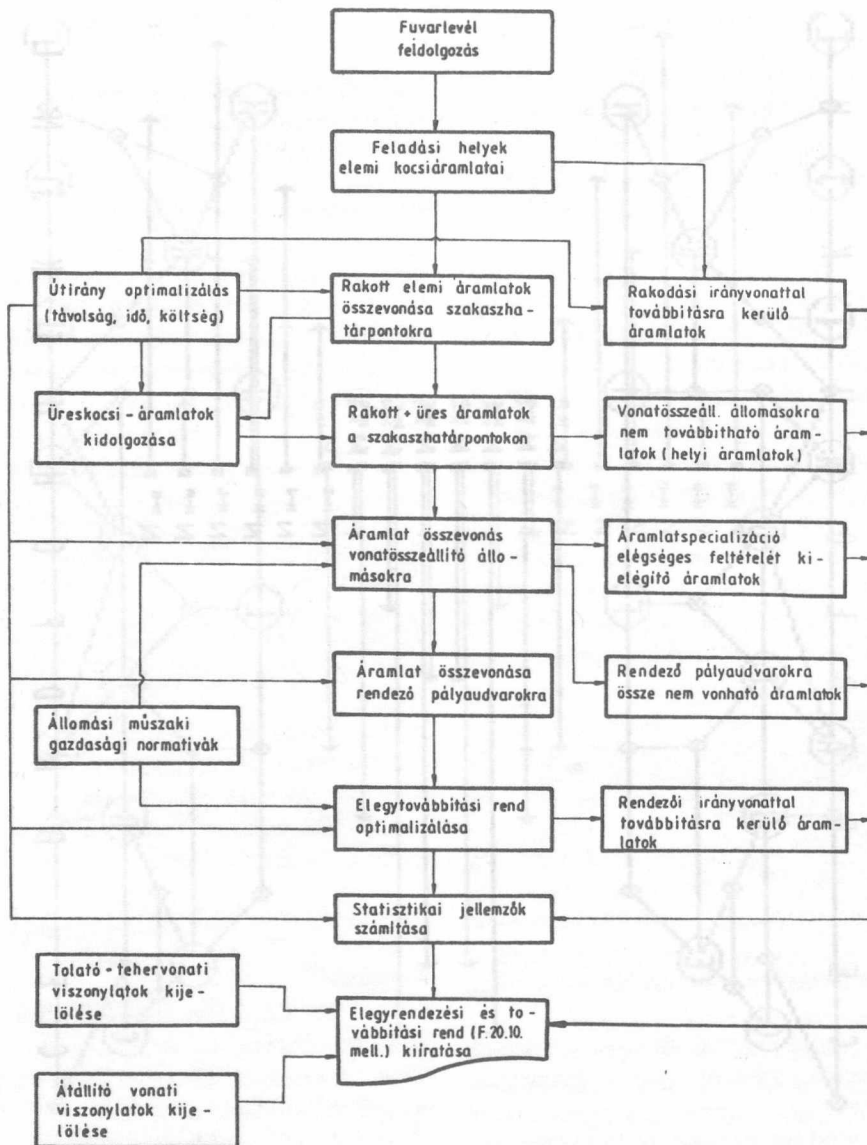 Fuvarlevél
feldolgozás
Feladási helyek
elemi kocsiáramlatai
Útirány optimalizálás
(távolság, idő, költség)
Rakott elemi áramlatok
összevonása szakaszha-
tárpontokra
Rakodási irányvonattal
továbbításra kerülő
áramlatok
Üreskocsi - áramlatok
kidolgozása
Rakott + üres áramlatok
a szakaszhatárpontokon
Vonatösszeáll. állomásokra
nem továbbítható áram-
latok (helyi áramlatok)
Áramlat összevonás
vonatösszeállító állo-
másokra
Áramlatspecializáció
elégséges feltételét ki-
elégítő áramlatok
Áramlat összevonása
rendező pályaudvarokra
Rendező pályaudvarokra
össze nem vonható áramlatok
Állomási műszaki
gazdasági normatívák
Elegytovábbítási rend
optimalizálása
Rendezői irányvonattal
továbbításra kerülő áram-
latok
Statisztikai jellemzők
számítása
Tolató - tehervonati
viszonylatok kije -
lölése
Elegyrendezési és to-
vábbítási rend (F.20.10.
mell.) kiíratása
Átállító vonati
viszonylatok kije -
lölése